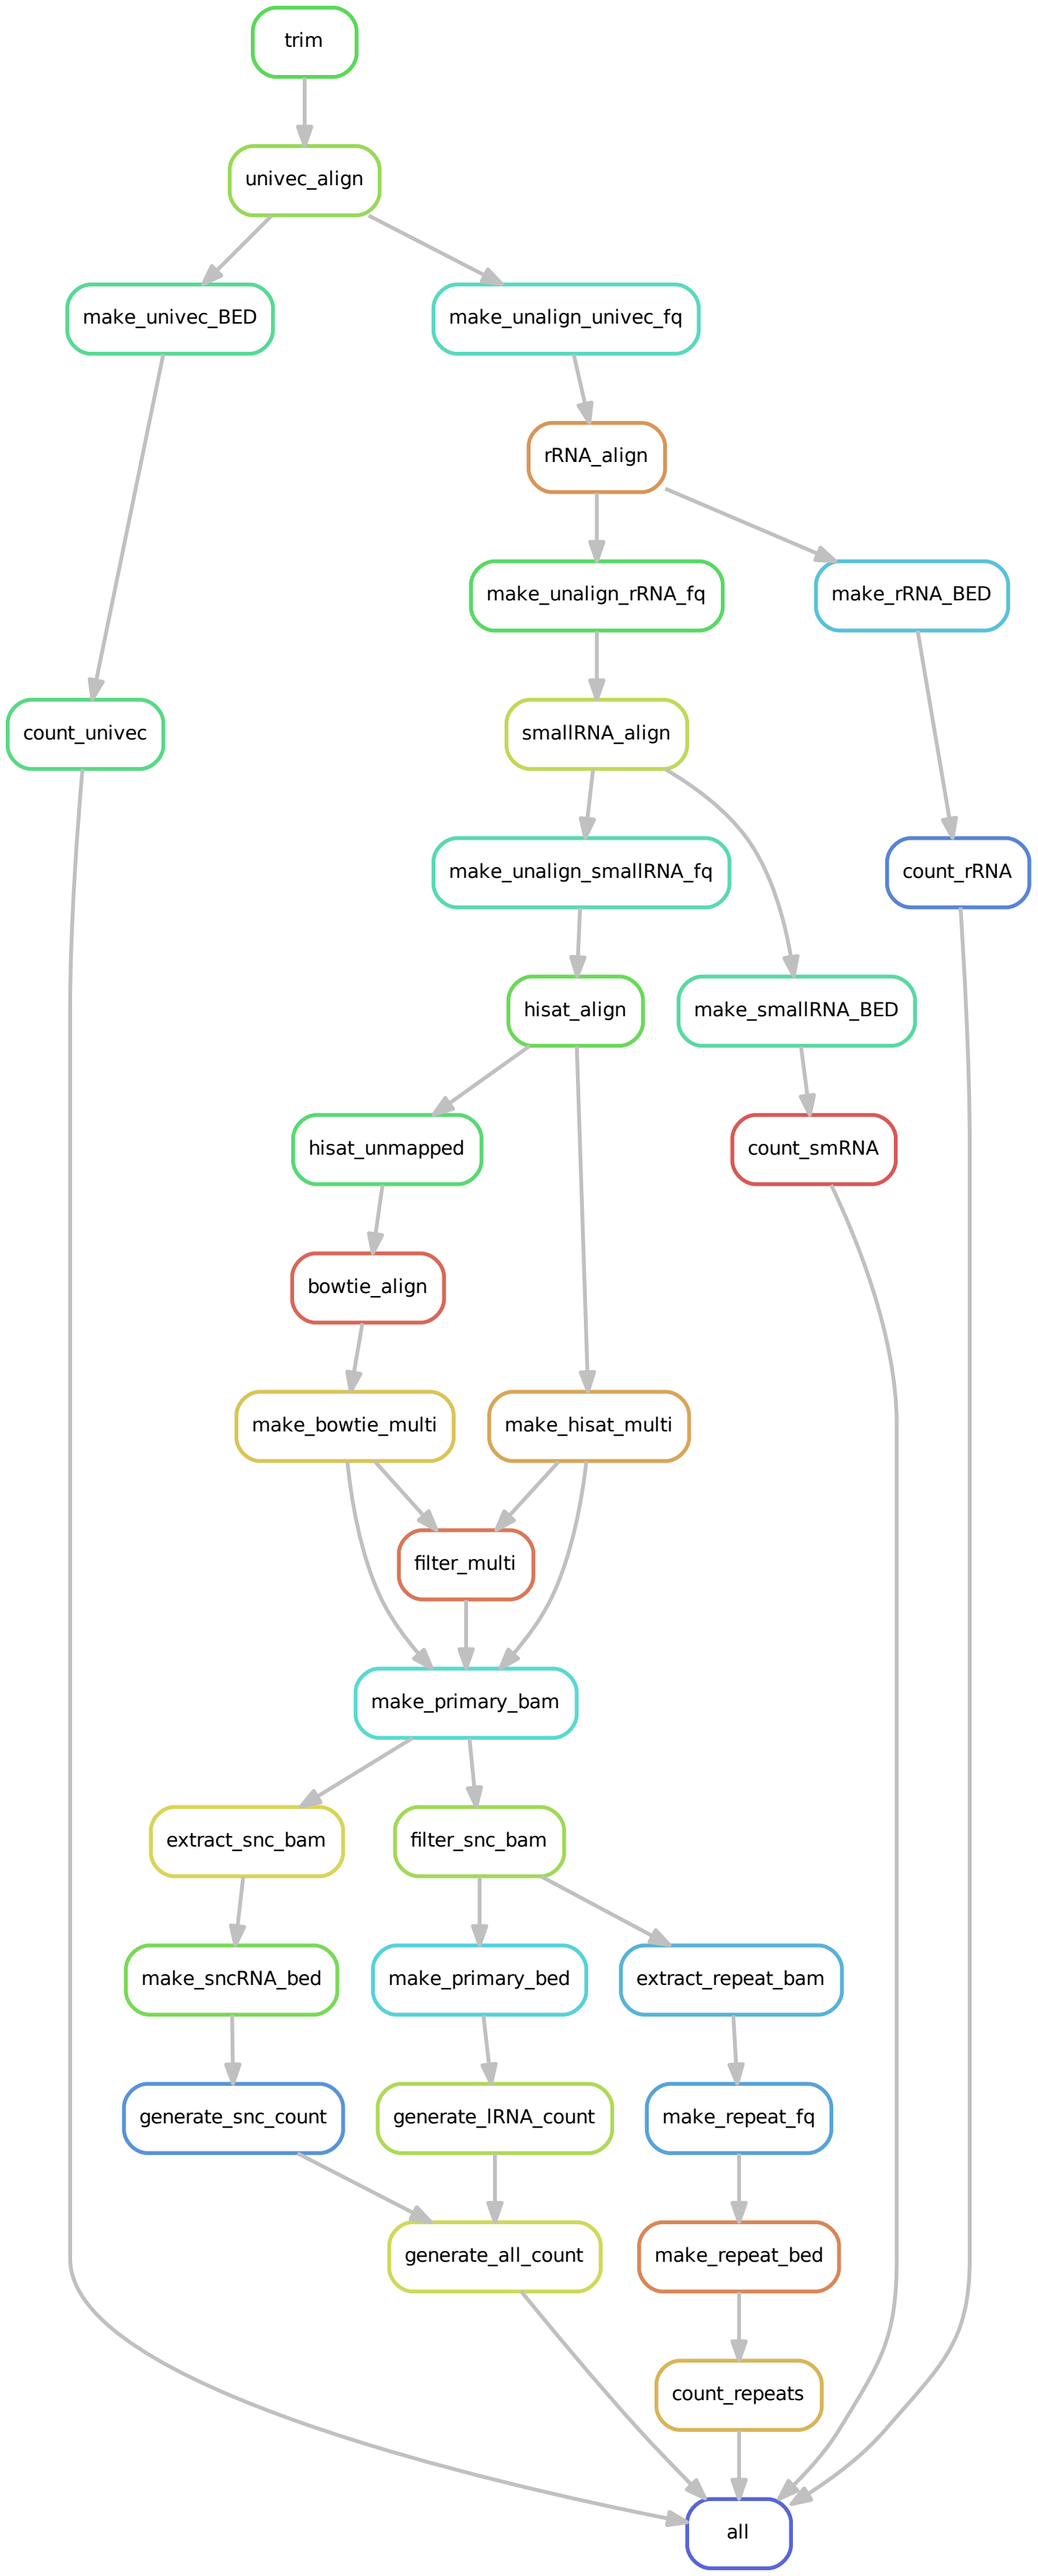 trim
univec_align
make_univec_BED
make_unalign_univec_fq
rRNA_align
make_unalign_rRNA_fq
make_rRNA_BED
count_univec
smallRNA_align
make_unalign_smallRNA_fq
count_rRNA
hisat_align
make_smallRNA_BED
hisat_unmapped
count_smRNA
bowtie_align
make_bowtie_multi
make_hisat_multi
filter_multi
make_primary_bam
extract_snc_bam
filter_snc_bam
make_sncRNA_bed
make_primary_bed
extract_repeat_bam
generate_snc_count
generate_lRNA_count
make_repeat_fq
generate_all_count
make_repeat_bed
count_repeats
all